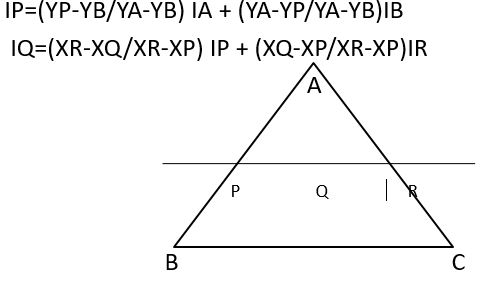 IP=(YP-YB/YA-YB) IA + (YA-YP/YA-YB)IB
IQ=(XR-XQ/XR-XP) IP + (XQ-XP/XR-XP)IR
A
P Q R
B C